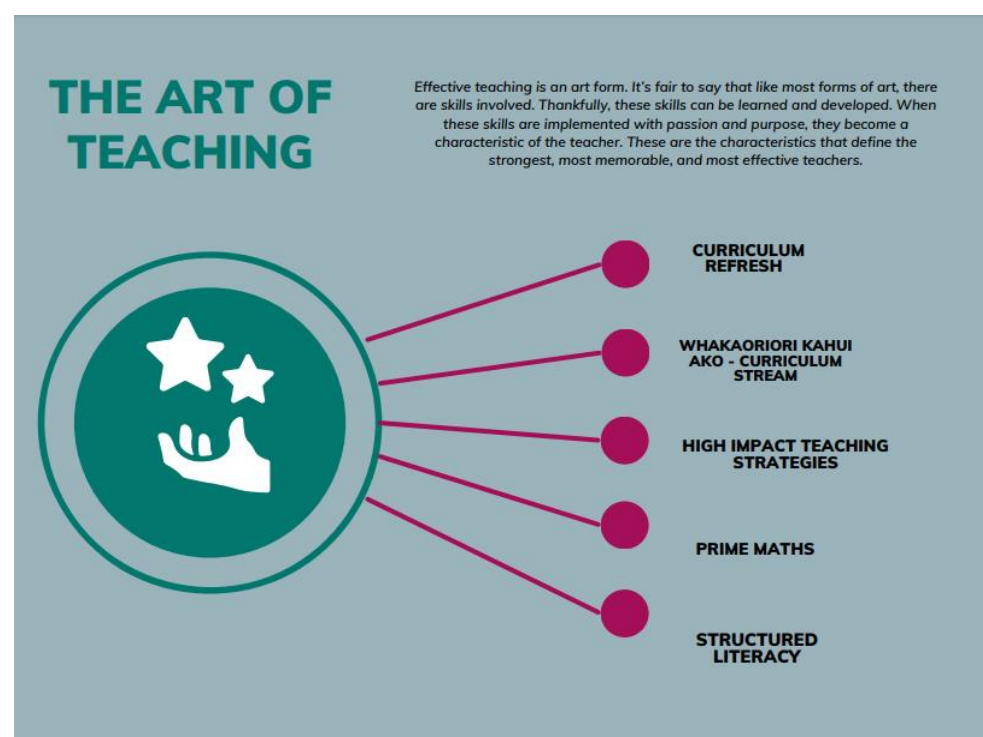 THE ART OF
TEACHING
Effective teaching is an art form. It's fair to say that like most forms of art, there
are skills involved. Thankfully, these skills can be learned and developed. When
these skills are implemented with passion and purpose, they become a
characteristic of the teacher. These are the characteristics that define the
strongest, most memorable, and most effective teachers.
CURRICULUM
REFRESH
WHAKAORIORI KAHUI
AKO - CURRICULUM
STREAM
HIGH IMPACT TEACHING
STRATEGIES
PRIME MATHS
STRUCTURED
LITERACY